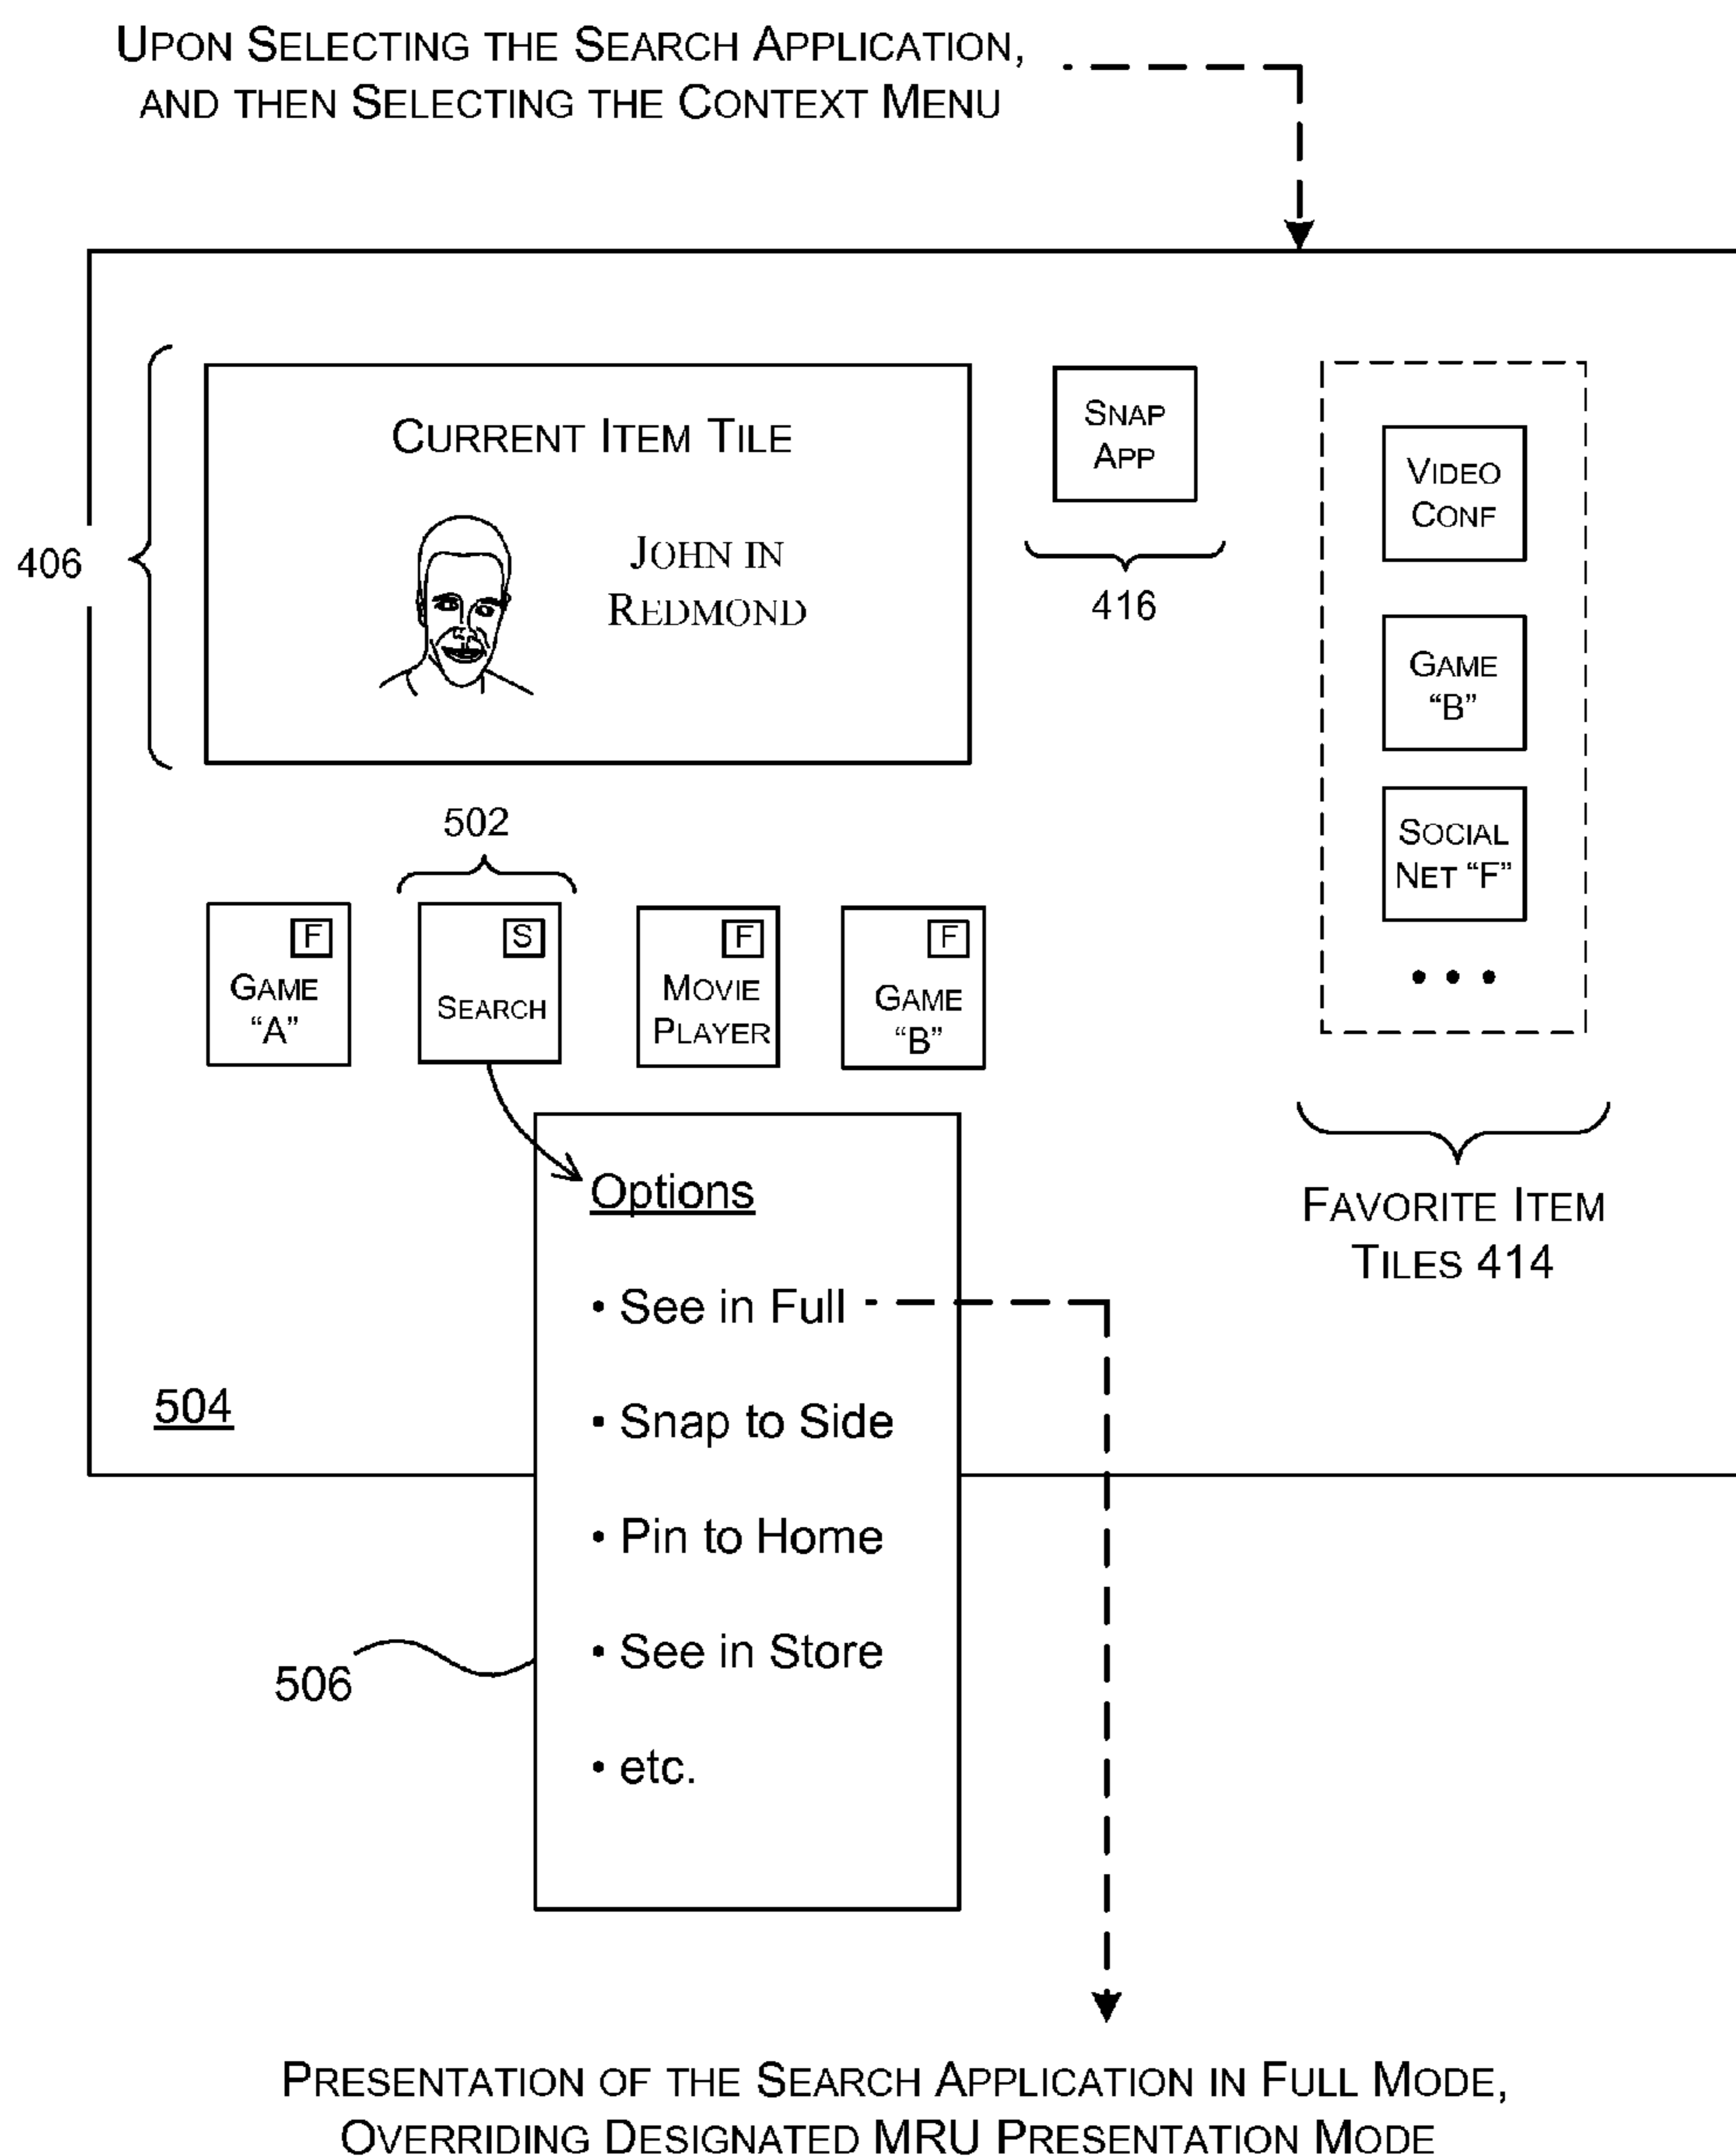 UPON SELECTING THE SEARCH APPLICATION,
AND THEN SELECTING THE CONTEXT MENU
406
CURRENT ITEM TILE
JOHN IN
REDMOND
SNAP
APP
416
VIDEO
CONF
GAME
“B”
SOCIAL
NET “F”
• • •
FAVORITE ITEM
TILES 414
502
F
GAME
“A”
S
SEARCH
F
MOVIE
PLAYER
F
GAME
“B”
Options
• See in Full
• Snap to Side
• Pin to Home
• See in Store
• etc.
504
506
PRESENTATION OF THE SEARCH APPLICATION IN FULL MODE,
OVERRIDING DESIGNATED MRU PRESENTATION MODE